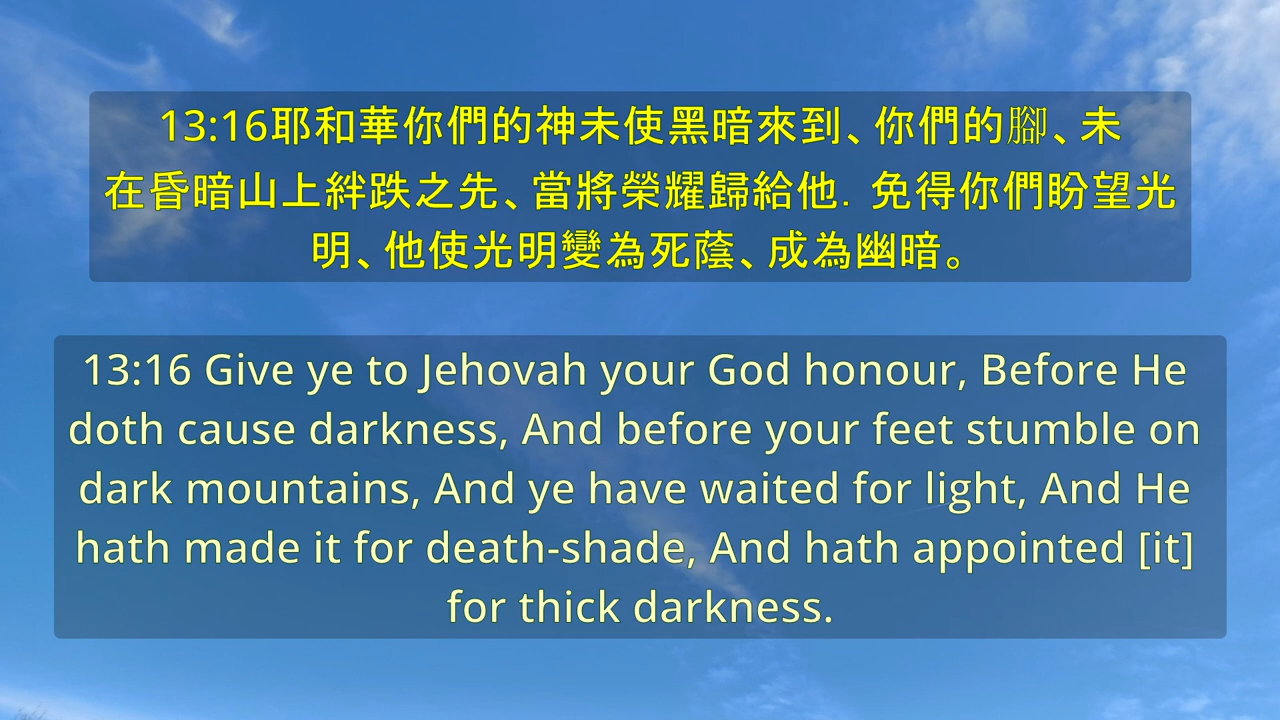 13:16耶和華你們的神未使黑暗來到、你們的腳、未
在昏暗山上絆跌之先、當將榮耀歸給他．免得你們盼望光
明、他使光明變為死蔭、成為幽暗。
13:16 Give ye to Jehovah your God honour, Before He
doth cause darkness, And before your feet stumble on
dark mountains, And ye have waited for light, And He
hath made it for death-shade, And hath appointed [it]
for thick darkness.